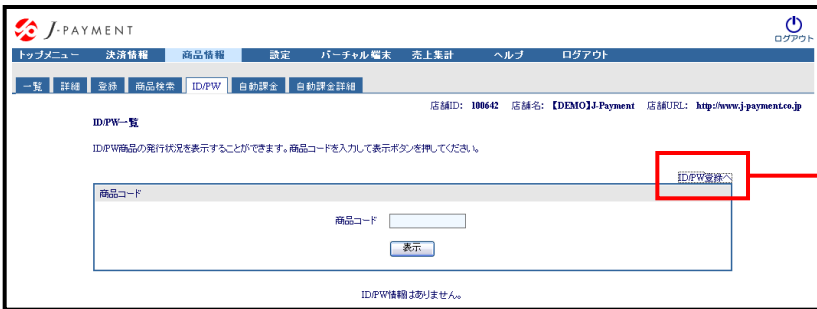 J-PAYMENT
ログアウト
トップメニュー 決済情報 商品情報 設定 バーチャル端末 売上集計 ヘルプ ログアウト
一覧 詳細 登録 商品検索 ID/PW 自動課金 自動課金詳細
店舗ID: 100642 店舗名: 【DEMO】J-Payment 店舗URL: http://www.j-payment.co.jp
ID/PW一覧
ID/PW商品の発行状況を表示することができます。商品コードを入力して表示ボタンを押してください。
ID/PW登録へ
商品コード
商品コード
表示
ID/PW情報はありません。